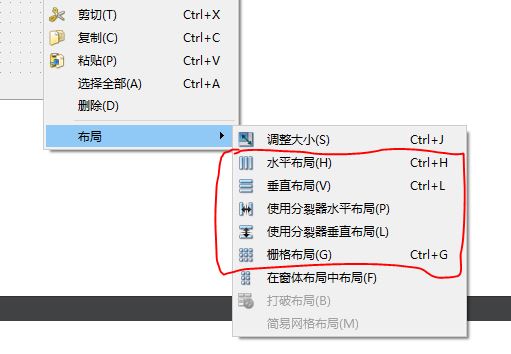 剪切(T) Ctrl+X
复制(C) Ctrl+C
粘贴(P) Ctrl+V
选择全部(A) Ctrl+A
删除(D)
布局
调整大小(S) Ctrl+J
水平布局(H) Ctrl+H
垂直布局(V) Ctrl+L
使用分裂器水平布局(P)
使用分裂器垂直布局(L)
栅格布局(G) Ctrl+G
在窗体布局中布局(F)
打破布局(B)
简易网格布局(M)